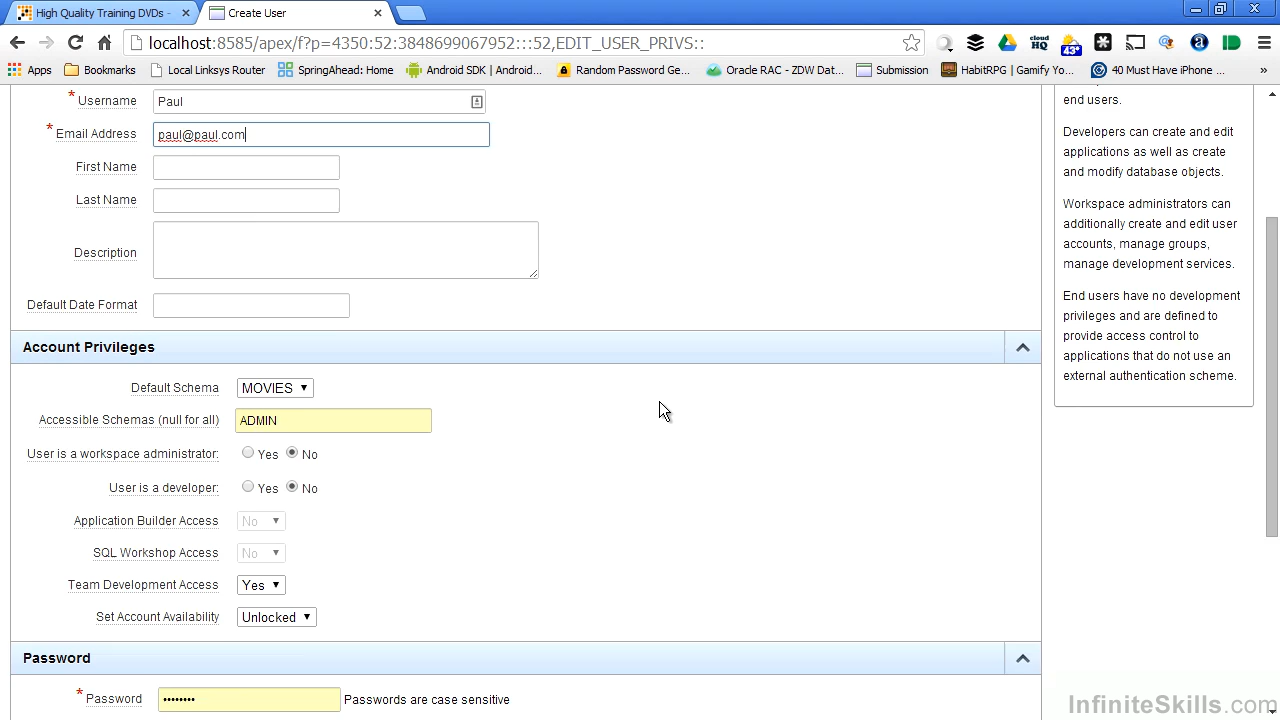 High Quality Training DVDs -
Create User
localhost:8585/apex/f?p=4350:52:3848699067952:::52,EDIT_USER_PRIVS::
cloud
HQ
43°
Apps
Bookmarks
Local Linksys Router
SpringAhead: Home
Android SDK | Android...
Random Password Ge...
Oracle RAC - ZDW Dat...
Submission
HabitRPG | Gamify Yo...
40 Must Have iPhone ...
»
* Username
Paul
* Email Address
paul@paul.com
First Name
Last Name
Description
Default Date Format
Account Privileges
Default Schema
MOVIES
Accessible Schemas (null for all)
ADMIN
User is a workspace administrator:
Yes No
User is a developer:
Yes No
Application Builder Access
No
SQL Workshop Access
No
Team Development Access
Yes
Set Account Availability
Unlocked
Password
* Password
••••••••
Passwords are case sensitive
end users.
Developers can create and edit
applications as well as create
and modify database objects.
Workspace administrators can
additionally create and edit user
accounts, manage groups,
manage development services.
End users have no development
privileges and are defined to
provide access control to
applications that do not use an
external authentication scheme.
InfiniteSkills.com